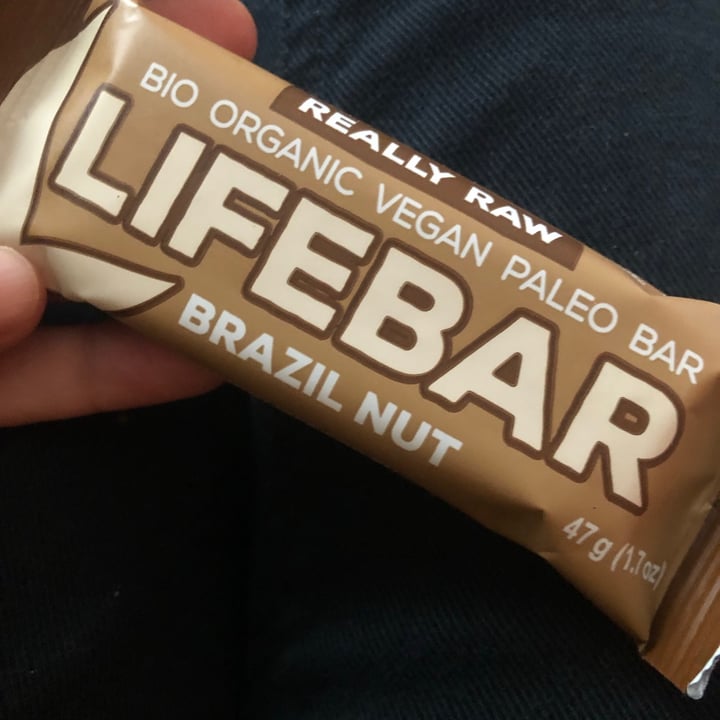 REALLY RAW
BIO ORGANIC VEGAN PALEO BAR
LIFEBAR
BRAZIL NUT
47 g (1.7 oz)